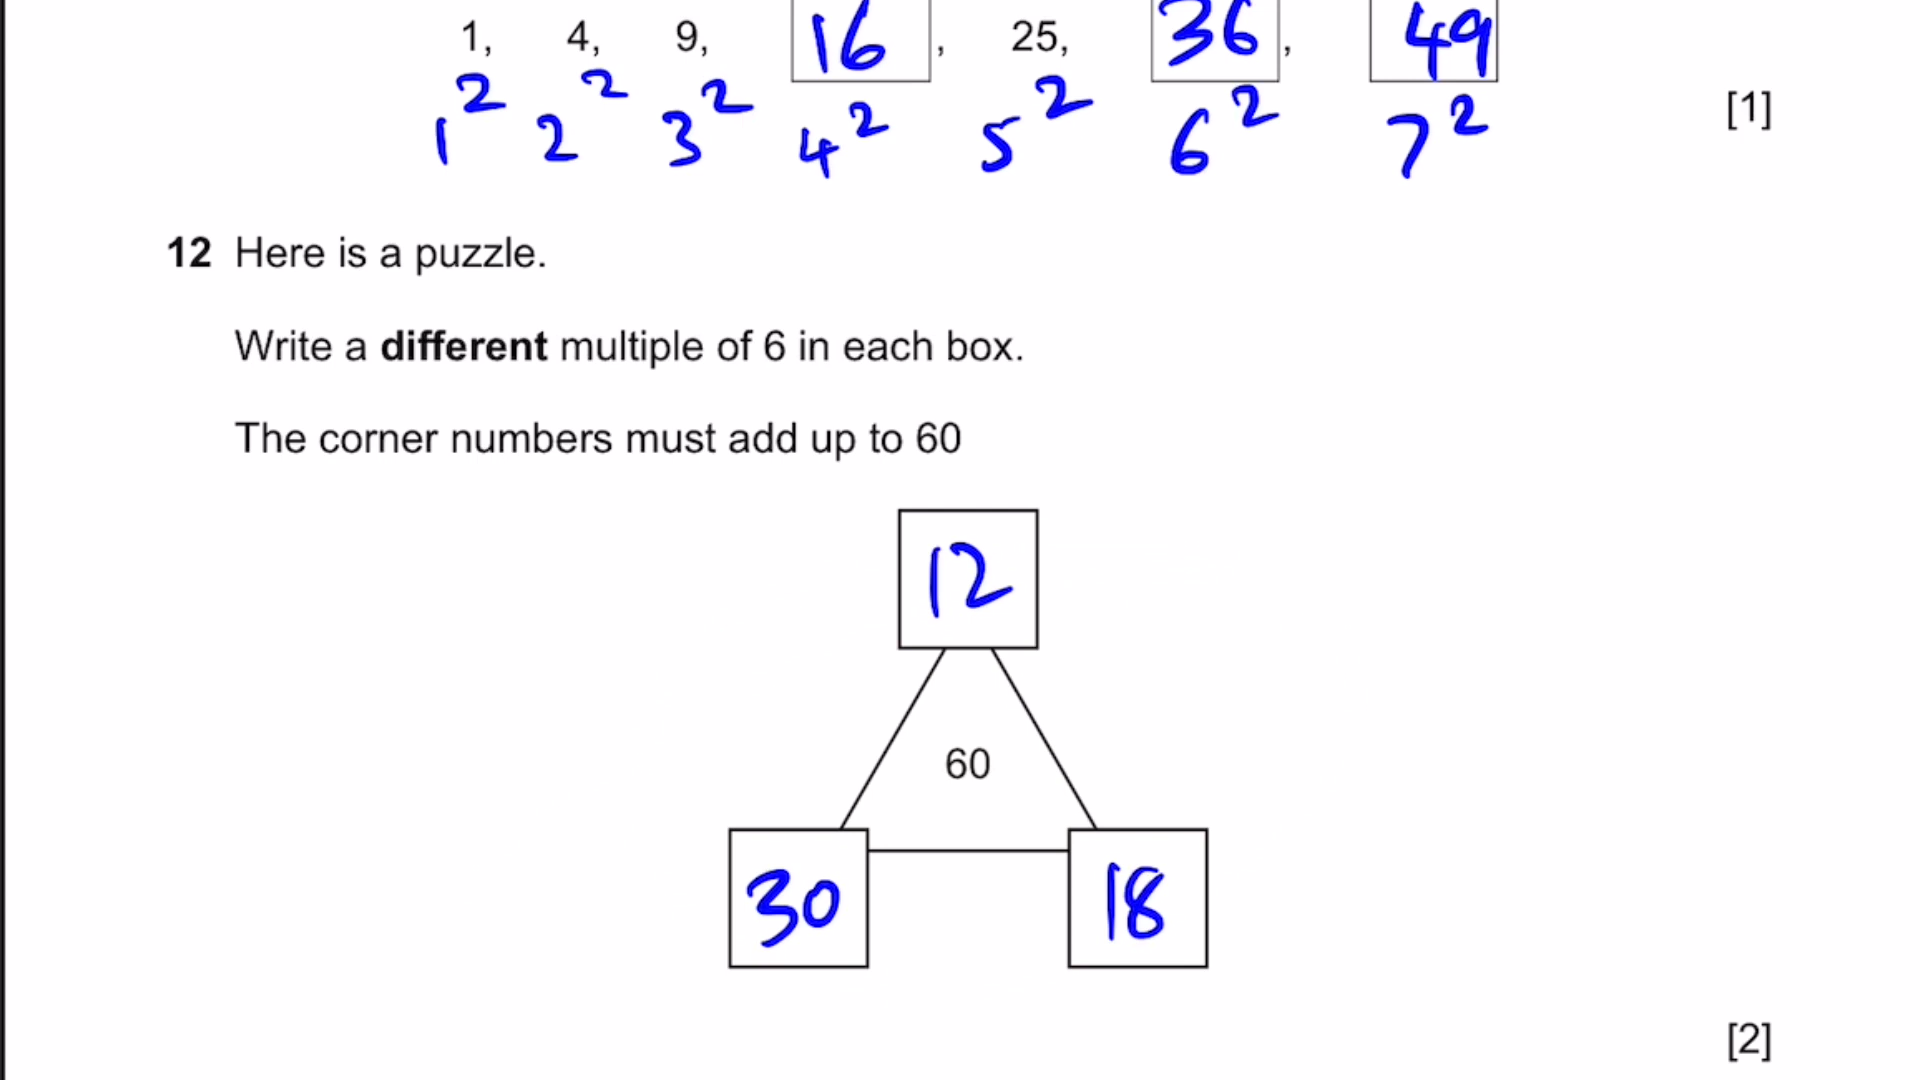 1, 4, 9, 16, 25, 36, 49
1² 2² 3² 4² 5² 6² 7² [1]
12 Here is a puzzle.
Write a different multiple of 6 in each box.
The corner numbers must add up to 60
12
60
30 18
[2]